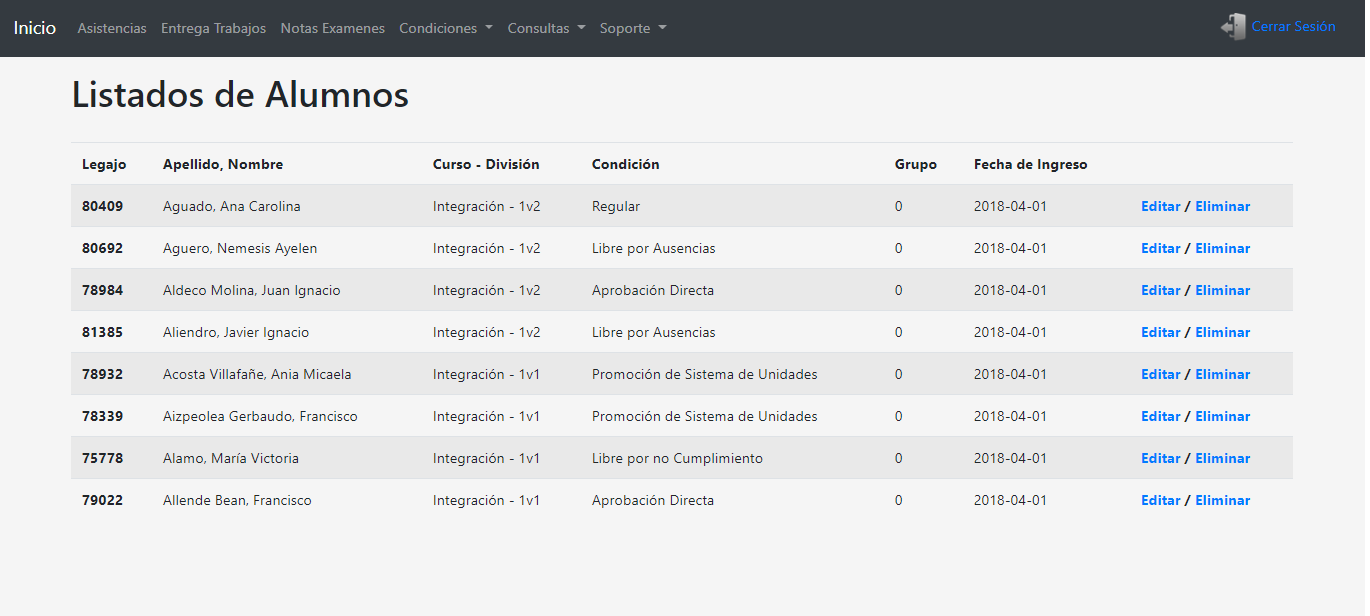 Inicio Asistencias Entrega Trabajos Notas Examenes Condiciones Consultas Soporte Cerrar Sesión
Listados de Alumnos
Legajo Apellido, Nombre Curso - División Condición Grupo Fecha de Ingreso
80409 Aguado, Ana Carolina Integración - 1v2 Regular 0 2018-04-01 Editar / Eliminar
80692 Aguero, Nemesis Ayelen Integración - 1v2 Libre por Ausencias 0 2018-04-01 Editar / Eliminar
78984 Aldeco Molina, Juan Ignacio Integración - 1v2 Aprobación Directa 0 2018-04-01 Editar / Eliminar
81385 Aliendro, Javier Ignacio Integración - 1v2 Libre por Ausencias 0 2018-04-01 Editar / Eliminar
78932 Acosta Villafañe, Ania Micaela Integración - 1v1 Promoción de Sistema de Unidades 0 2018-04-01 Editar / Eliminar
78339 Aizpeolea Gerbaudo, Francisco Integración - 1v1 Promoción de Sistema de Unidades 0 2018-04-01 Editar / Eliminar
75778 Alamo, María Victoria Integración - 1v1 Libre por no Cumplimiento 0 2018-04-01 Editar / Eliminar
79022 Allende Bean, Francisco Integración - 1v1 Aprobación Directa 0 2018-04-01 Editar / Eliminar